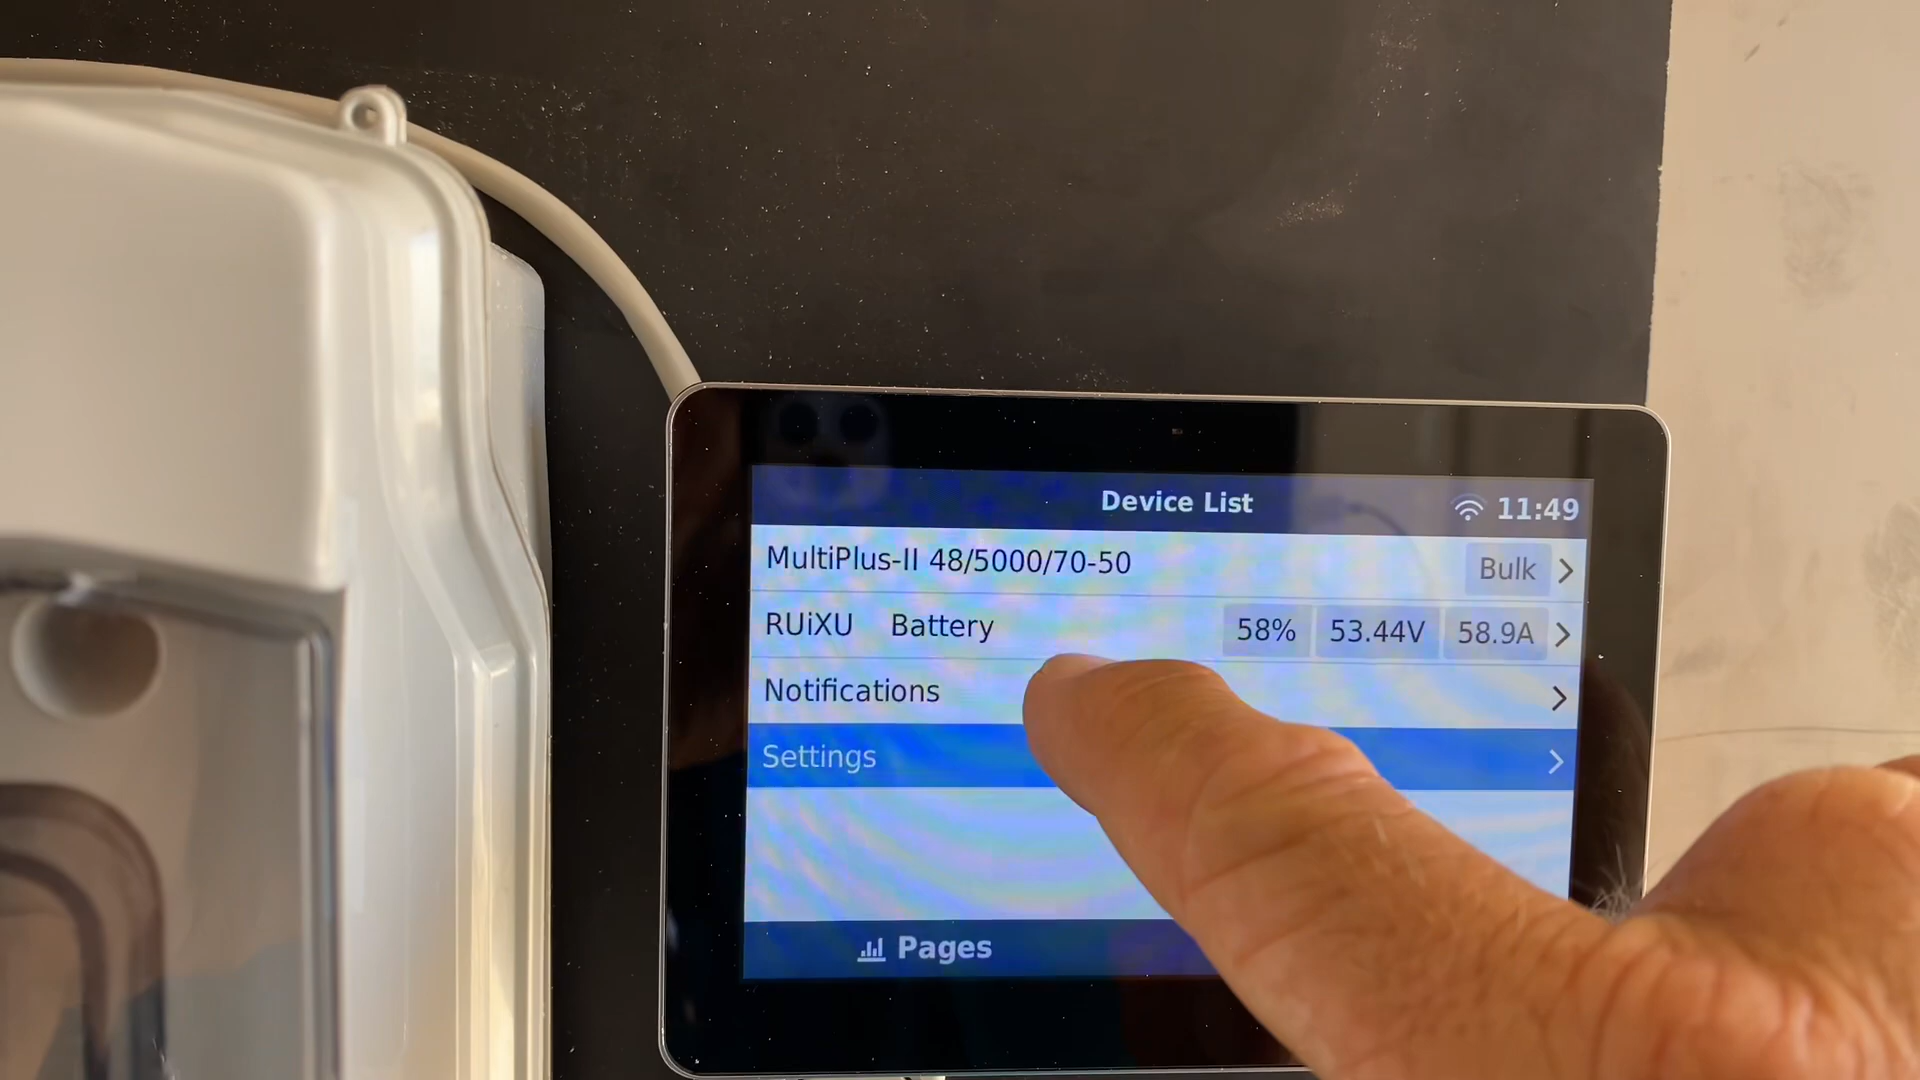 Device List 11:49
MultiPlus-II 48/5000/70-50 Bulk
RUiXU Battery 58% 53.44V 58.9A
Notifications
Settings
Pages